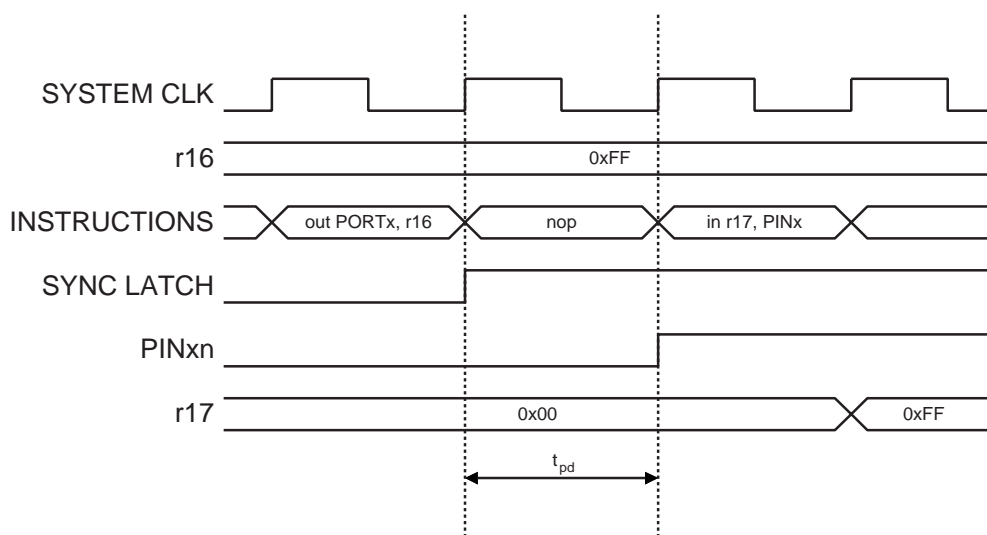 SYSTEM CLK
r16
0xFF
INSTRUCTIONS
out PORTx, r16
nop
in r17, PINx
SYNC LATCH
PINxn
r17
0x00
0xFF
tpd